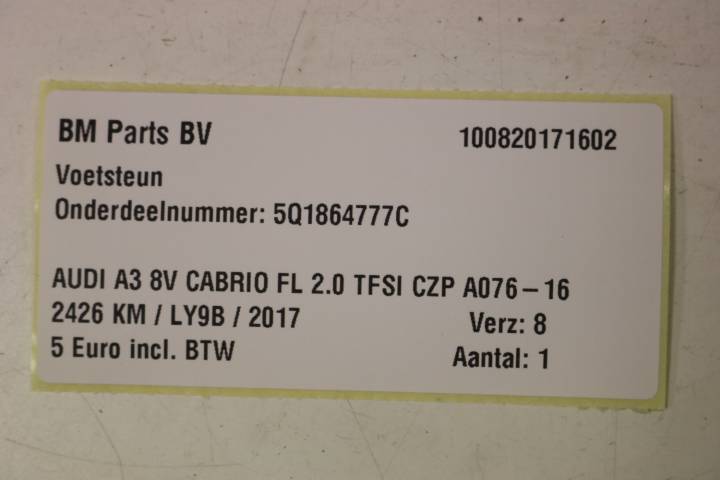 BM Parts BV 100820171602
Voetsteun
Onderdeelnummer: 5Q1864777C
AUDI A3 8V CABRIO FL 2.0 TFSI CZP A076-16
2426 KM / LY9B / 2017 Verz: 8
5 Euro incl. BTW Aantal: 1